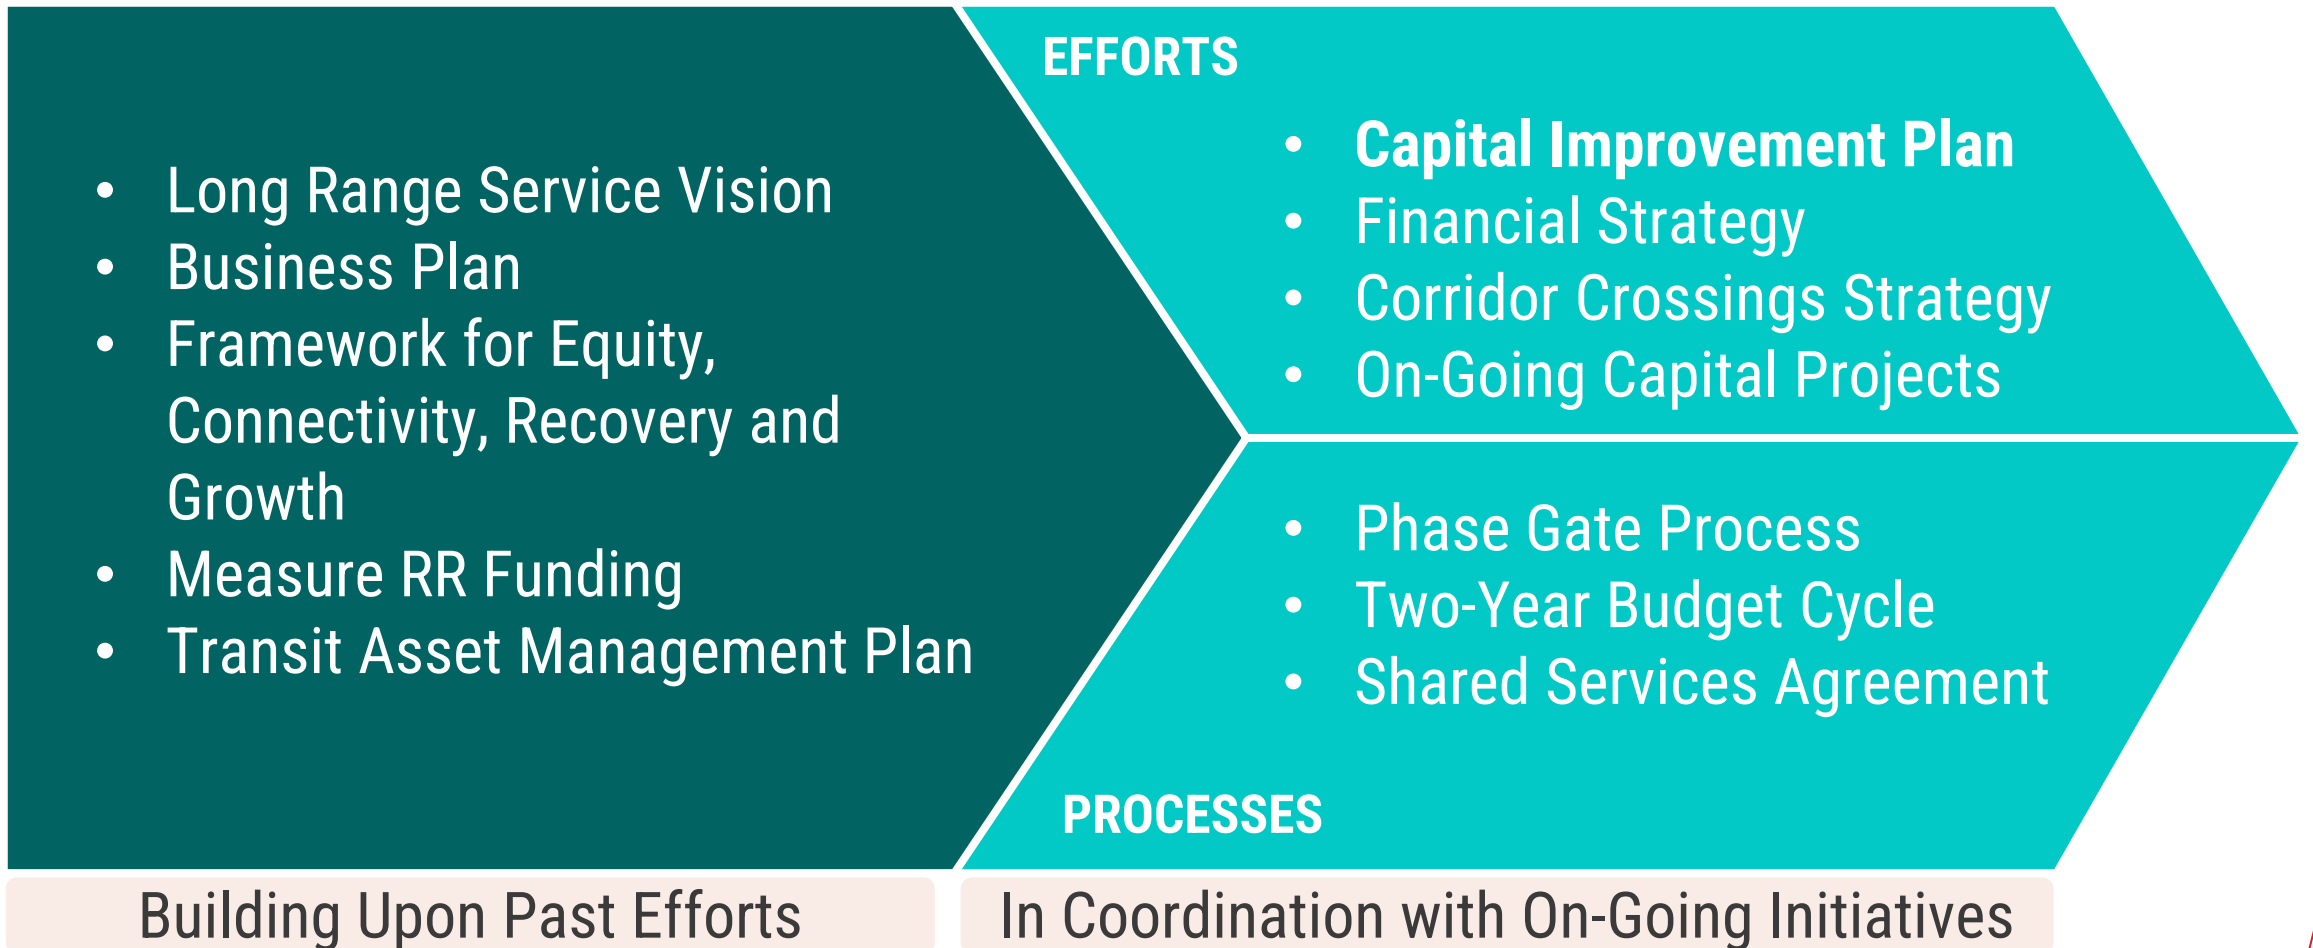 • Long Range Service Vision
• Business Plan
• Framework for Equity,
Connectivity, Recovery and
Growth
• Measure RR Funding
• Transit Asset Management Plan
EFFORTS
• Capital Improvement Plan
• Financial Strategy
• Corridor Crossings Strategy
• On-Going Capital Projects
• Phase Gate Process
• Two-Year Budget Cycle
• Shared Services Agreement
PROCESSES
Building Upon Past Efforts
In Coordination with On-Going Initiatives